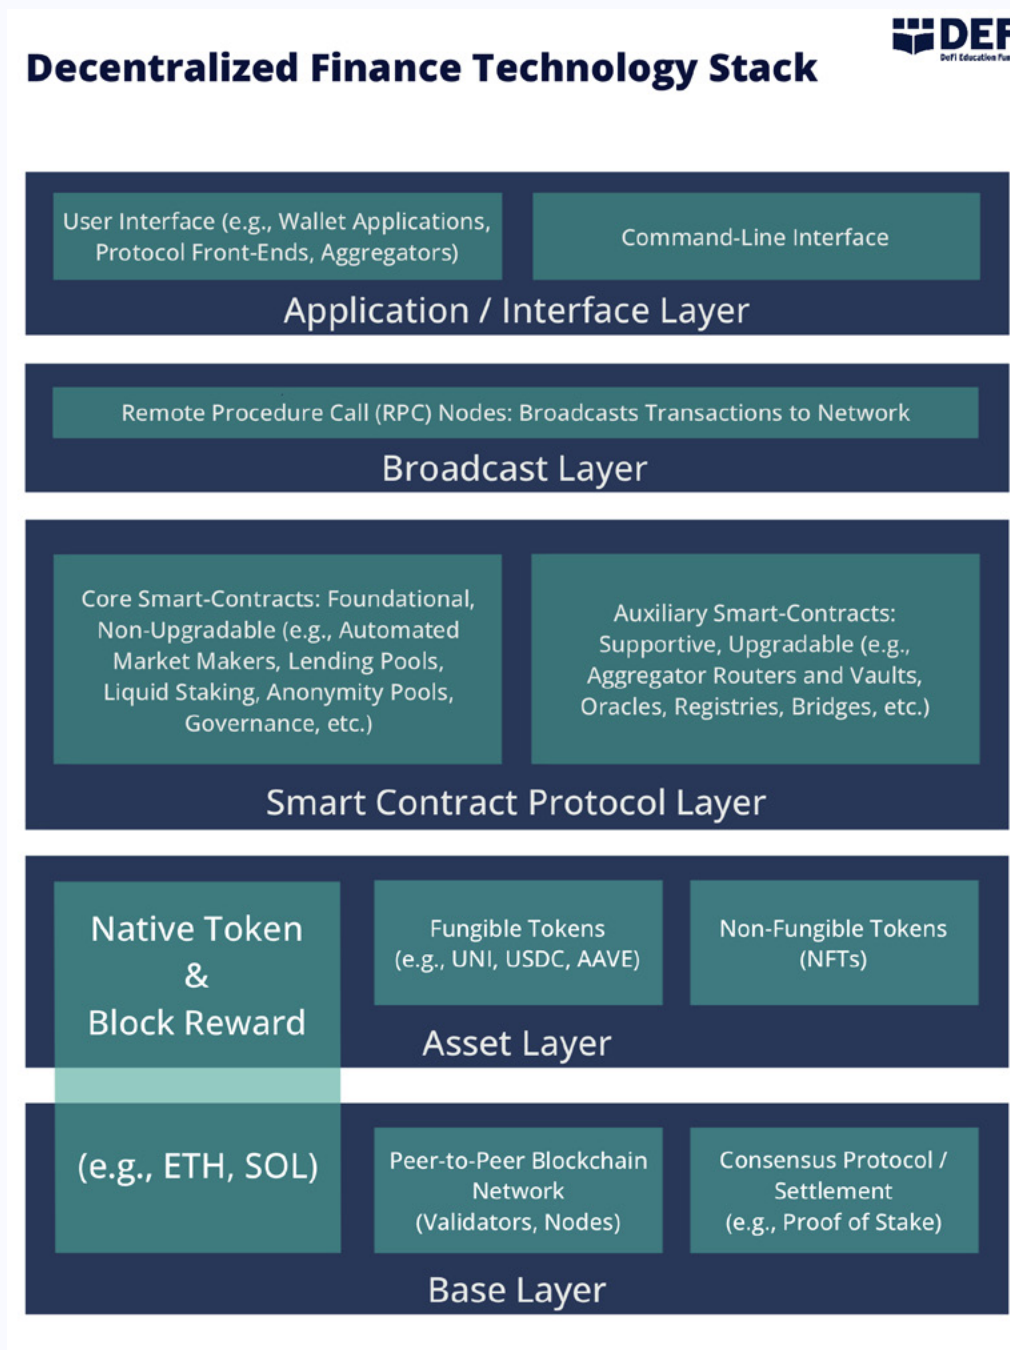 DEF
DeFi Education Fun
Decentralized Finance Technology Stack
User Interface (e.g., Wallet Applications,
Protocol Front-Ends, Aggregators)
Command-Line Interface
Application / Interface Layer
Remote Procedure Call (RPC) Nodes: Broadcasts Transactions to Network
Broadcast Layer
Core Smart-Contracts: Foundational,
Non-Upgradable (e.g., Automated
Market Makers, Lending Pools,
Liquid Staking, Anonymity Pools,
Governance, etc.)
Auxiliary Smart-Contracts:
Supportive, Upgradable (e.g.,
Aggregator Routers and Vaults,
Oracles, Registries, Bridges, etc.)
Smart Contract Protocol Layer
Native Token
&
Block Reward
(e.g., ETH, SOL)
Fungible Tokens
(e.g., UNI, USDC, AAVE)
Non-Fungible Tokens
(NFTs)
Asset Layer
Peer-to-Peer Blockchain
Network
(Validators, Nodes)
Consensus Protocol /
Settlement
(e.g., Proof of Stake)
Base Layer